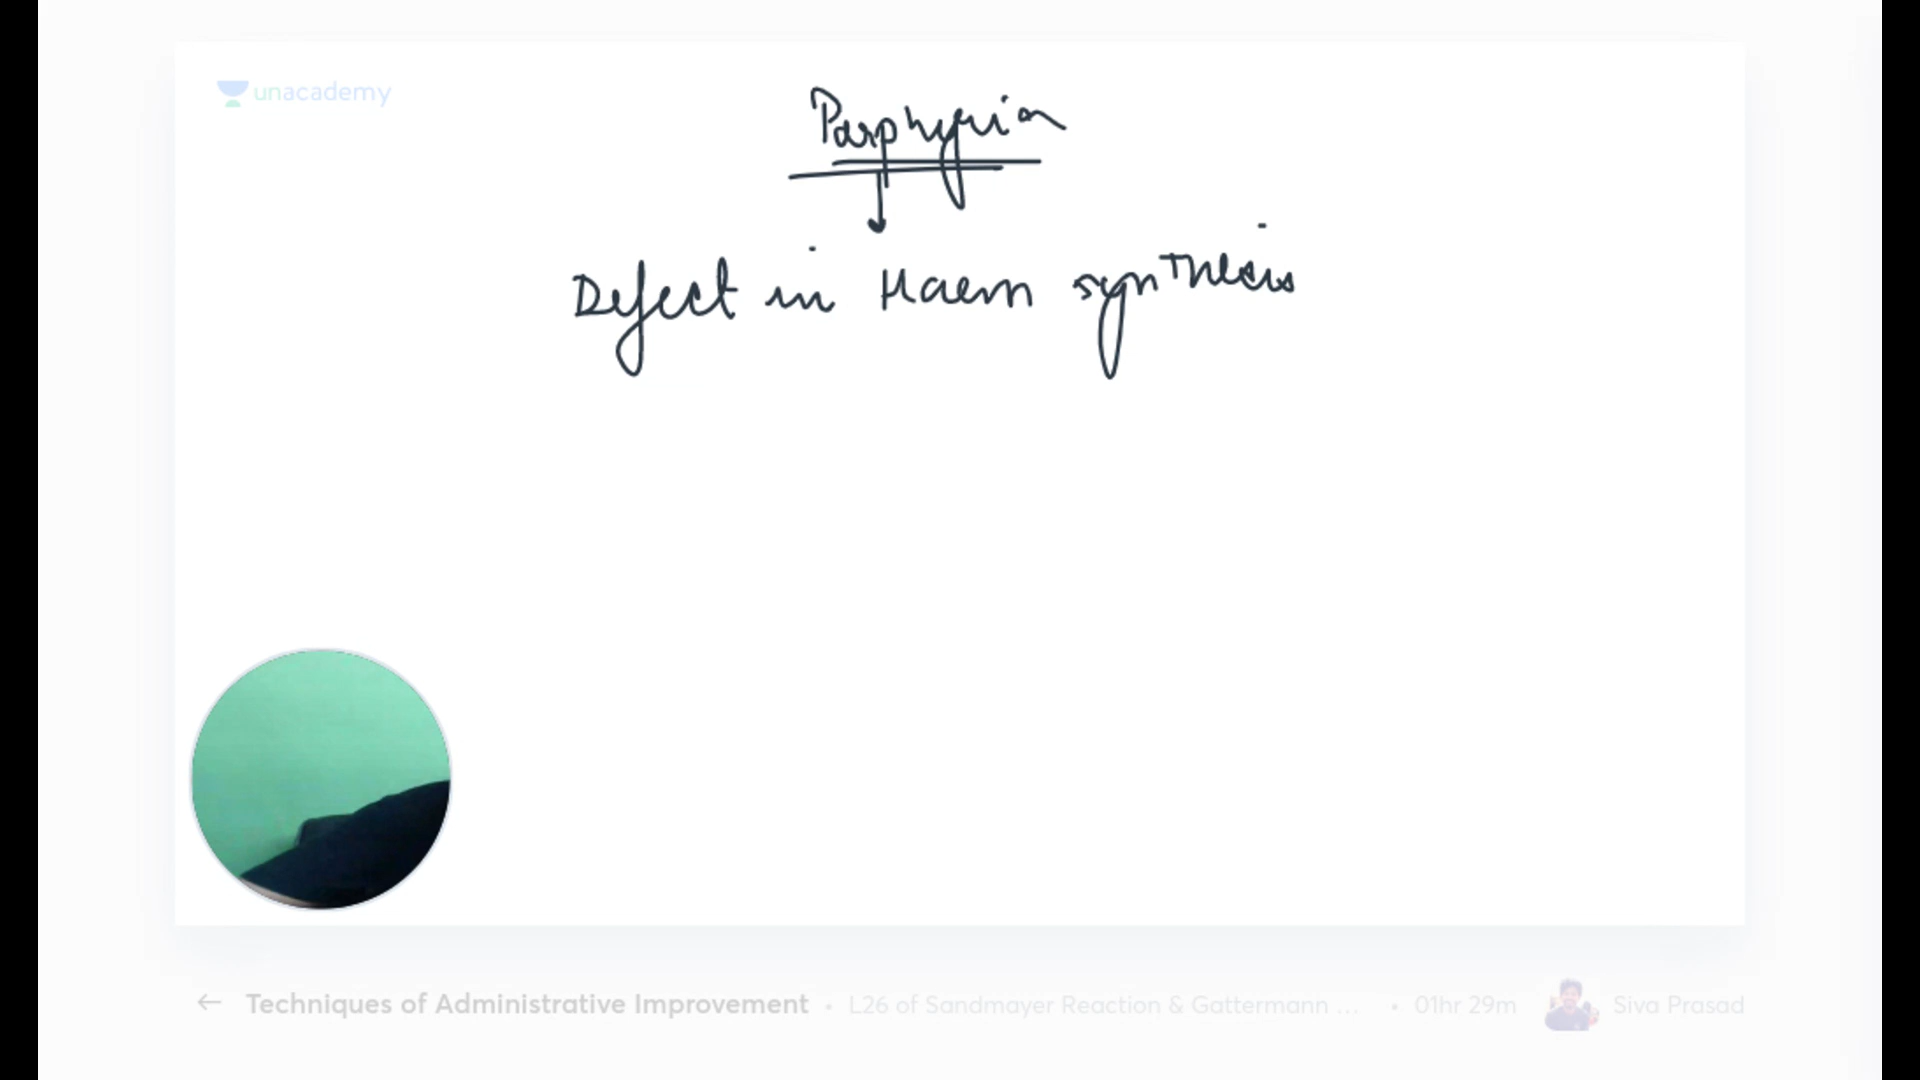 unacademy
Porphyria
Defect in Haem synthesis
← Techniques of Administrative Improvement • L26 of Sandmayer Reaction & Gattermann ... • 01hr 29m Siva Prasad